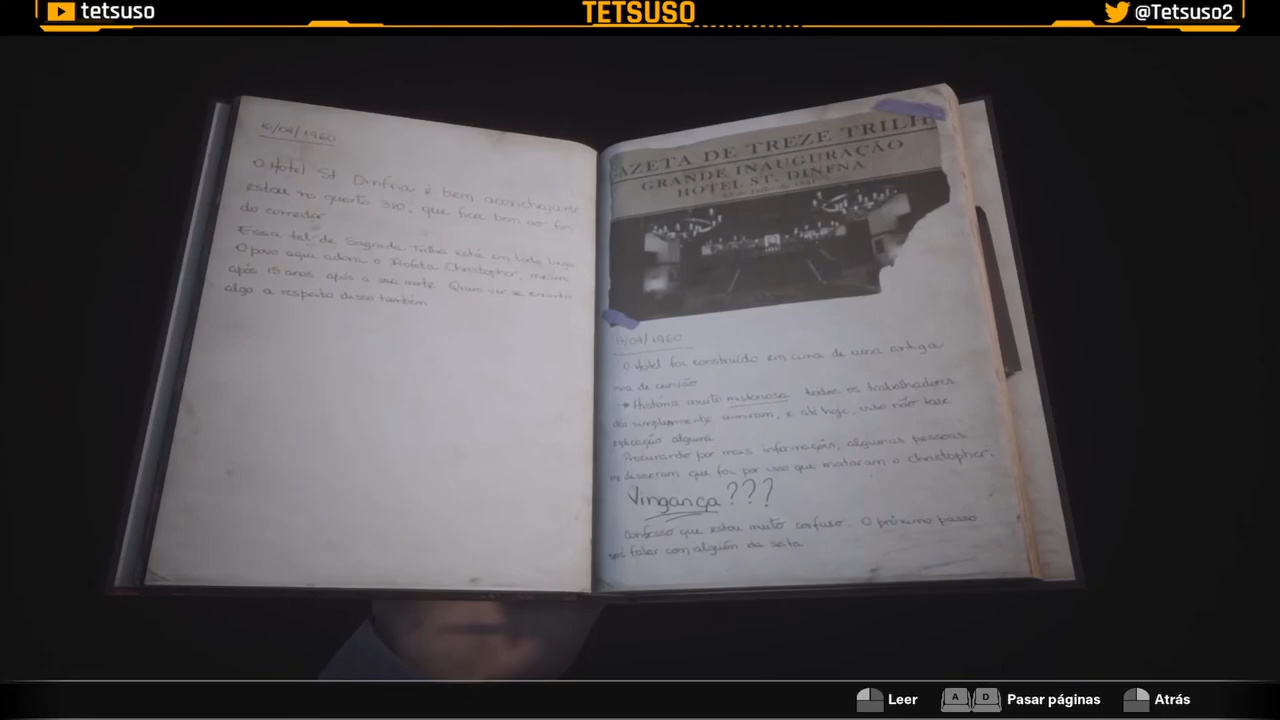 tetsuso
TETSUSO
@Tetsuso2
16/04/1960
O Hotel St Dinfna é bem aconchegante,
estou no quarto 310, que fica bem ao fim
do corredor
Essa tal de Sagrada Trilha está em todo lugar
O povo aqui adora o Profeta Christopher, mesmo
após 15 anos após a sua morte. Quero ver se encontro
algo a respeito disso também
GAZETA DE TREZE TRILH
GRANDE INAUGURAÇÃO
HOTEL ST. DINFNA
/04/1960
O Hotel foi construído em cima de uma antiga
mina de carvão
→ História muito misteriosa todos os trabalhadores
simplesmente sumiram, e até hoje, isso não teve
explicação alguma
Procurando por mais informações, algumas pessoas
me disseram que foi por isso que mataram o Christopher.
Vingança???
Confesso que estou muito confuso. O próximo passo
será falar com alguém da seita
Leer
A
D
Pasar páginas
Atrás